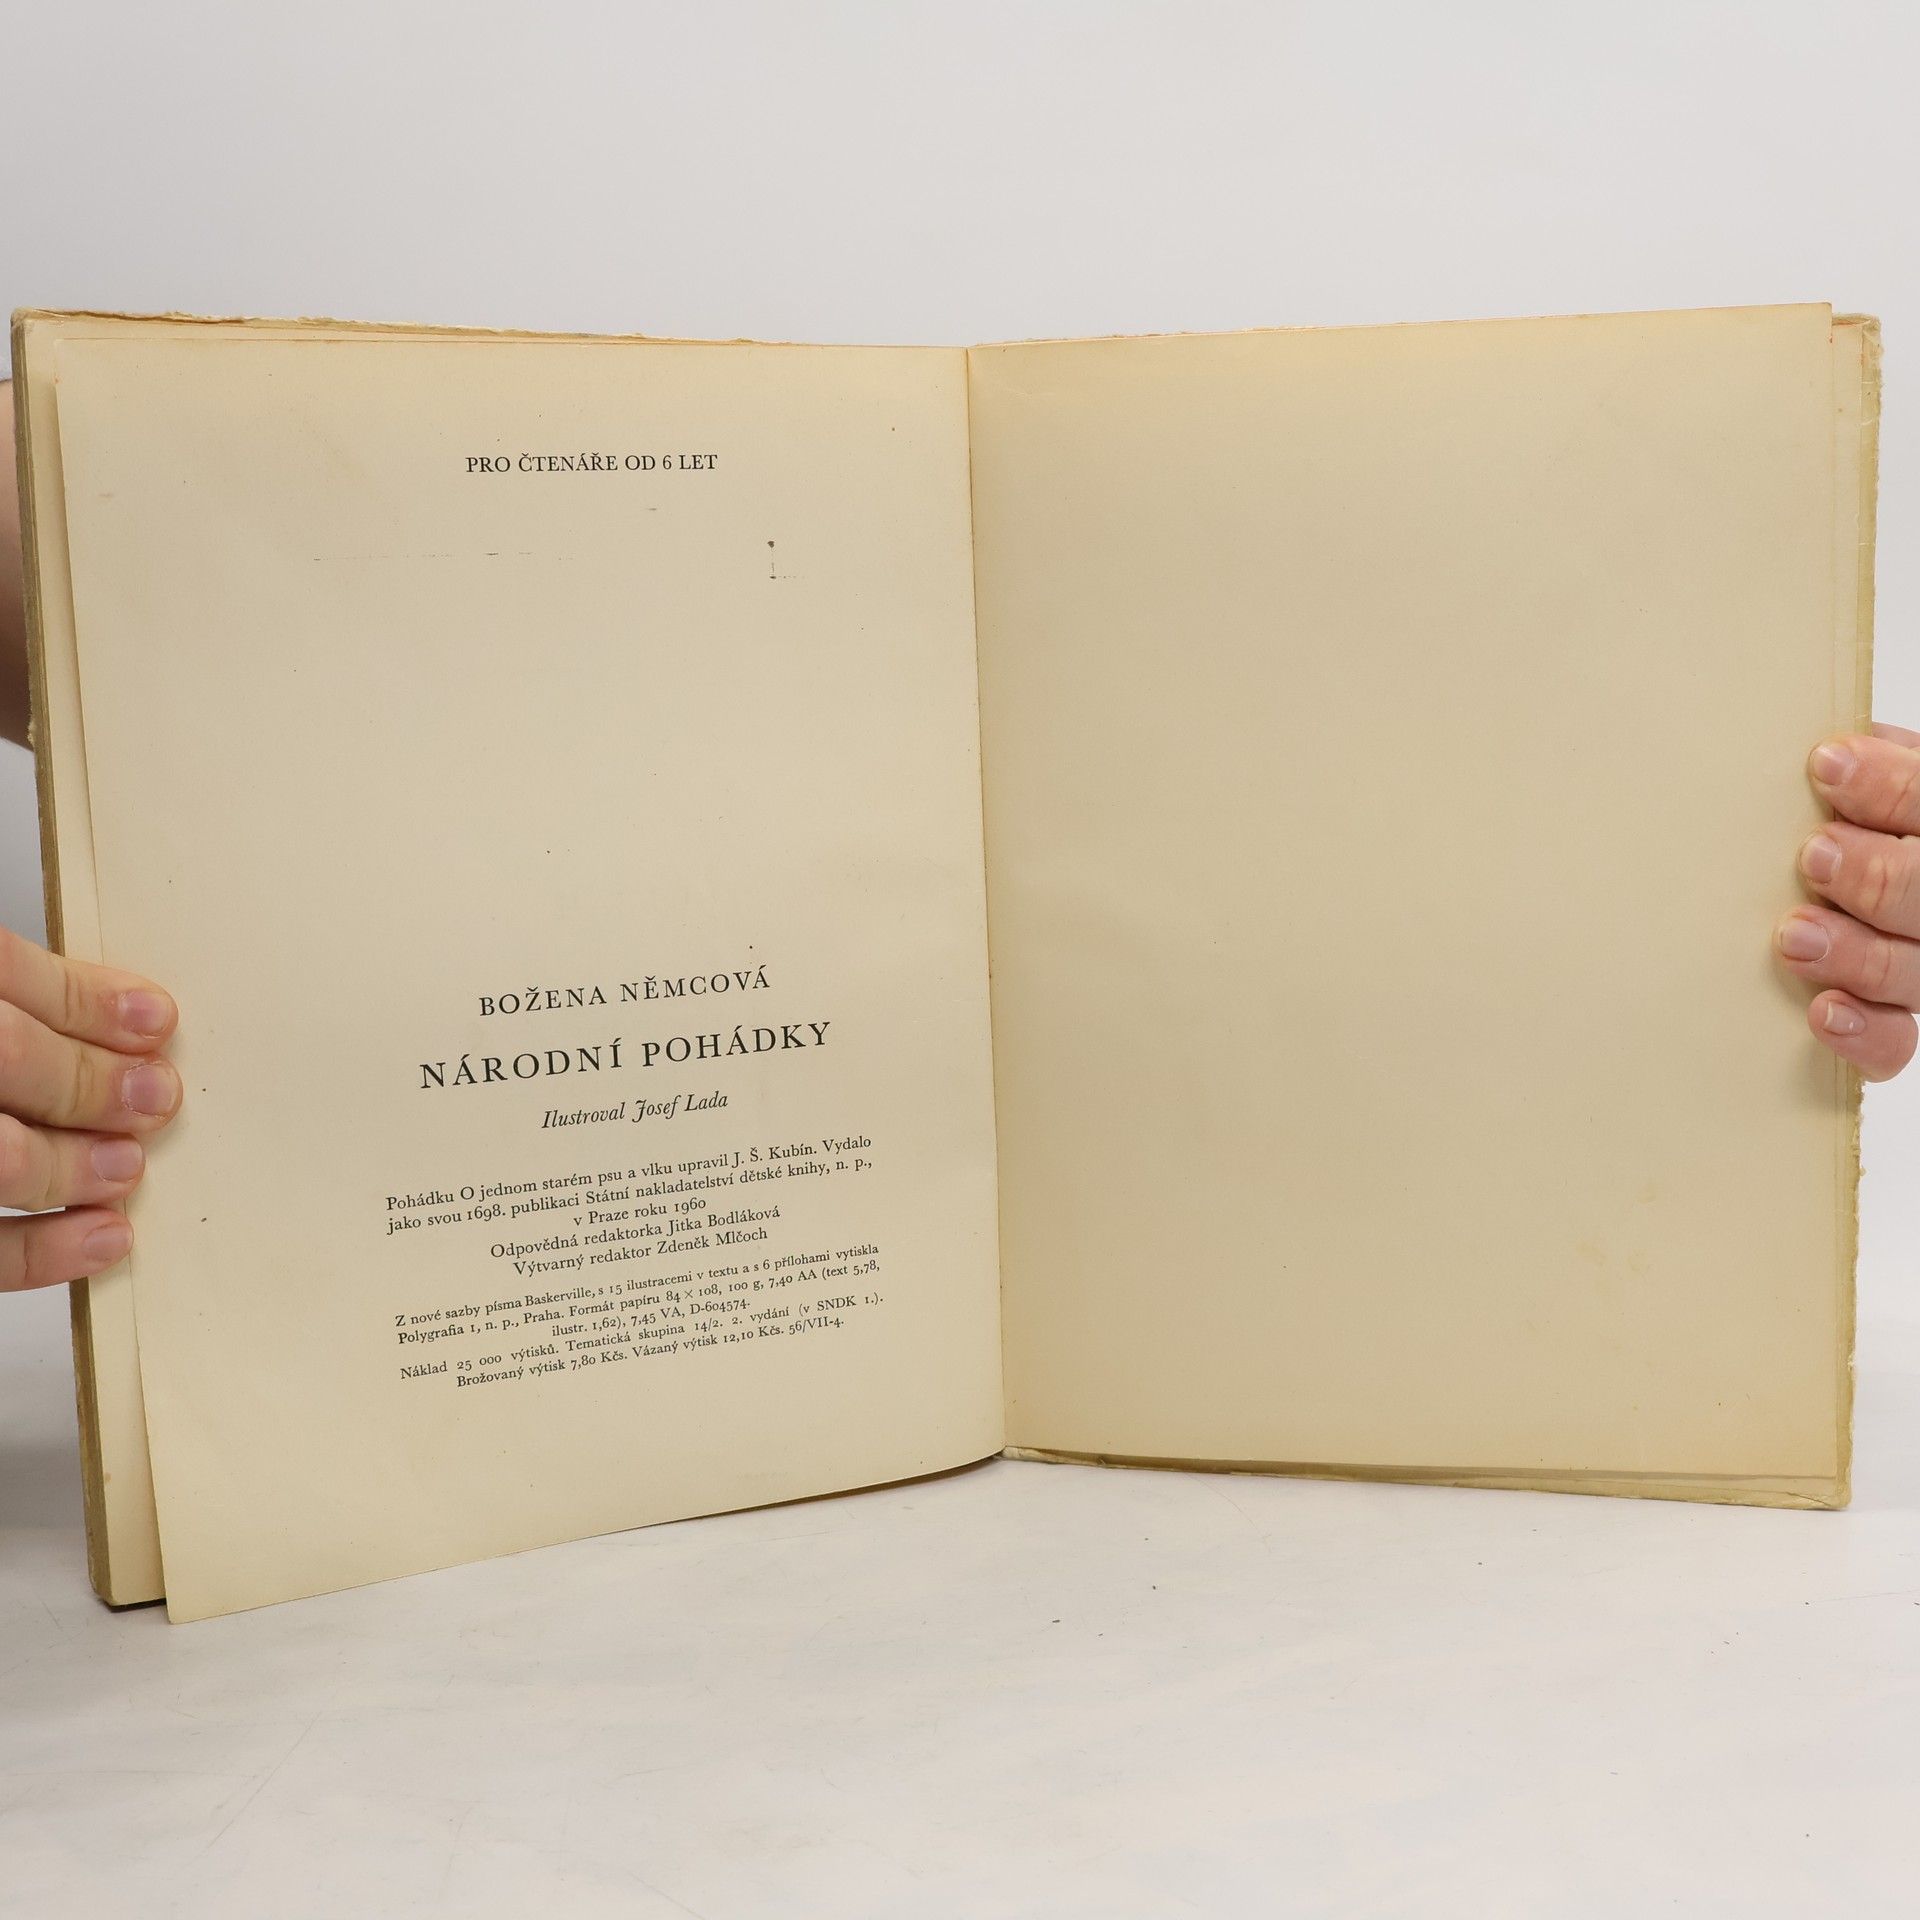 PRO ČTENÁŘE OD 6 LET
BOŽENA NĚMCOVÁ
NÁRODNÍ POHÁDKY
Ilustroval Josef Lada
Pohádku O jednom starém psu a vlku upravil J. Š. Kubín. Vydalo
jako svou 1698. publikaci Státní nakladatelství dětské knihy, n. p.,
v Praze roku 1960
Odpovědná redaktorka Jitka Bodláková
Výtvarný redaktor Zdeněk Mlčoch
Z nové sazby písma Baskerville, s 15 ilustracemi v textu a s 6 přílohami vytiskla
Polygrafia 1, n. p., Praha. Formát papíru 84 × 108, 100 g, 7,40 AA (text 5,78,
ilustr. 1,62), 7,45 VA, D-604574.
Náklad 25 000 výtisků. Tematická skupina 14/2. 2. vydání (v SNDK 1.).
Brožovaný výtisk 7,80 Kčs. Vázaný výtisk 12,10 Kčs. 56/VII-4.